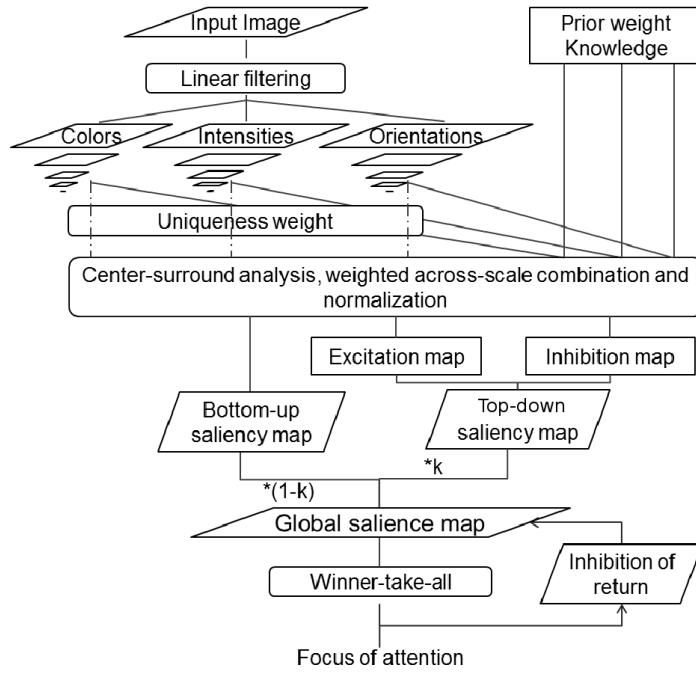 Input Image
Prior weight
Knowledge
Linear filtering
Colors
Intensities
Orientations
Uniqueness weight
Center-surround analysis, weighted across-scale combination and
normalization
Excitation map
Inhibition map
Bottom-up
saliency map
Top-down
saliency map
*k
*(1-k)
Global salience map
Winner-take-all
Inhibition of
return
Focus of attention